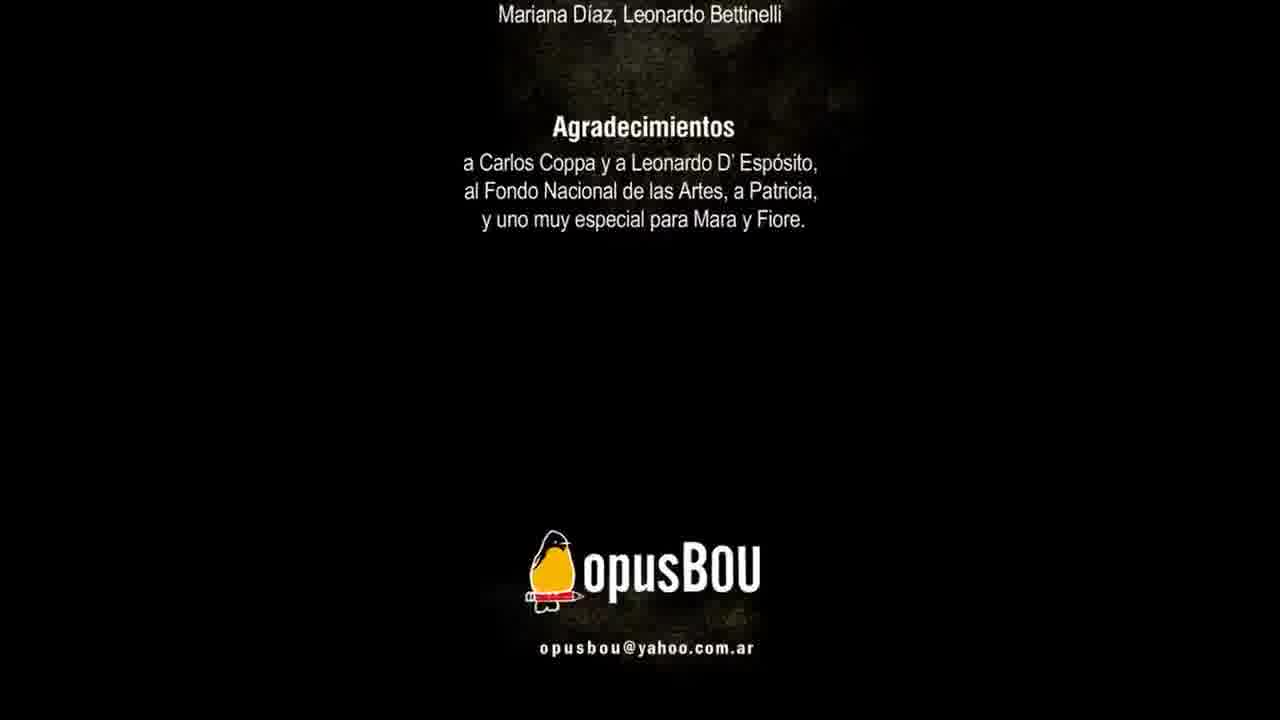 Mariana Díaz, Leonardo Bettinelli
Agradecimientos
a Carlos Coppa y a Leonardo D' Espósito,
al Fondo Nacional de las Artes, a Patricia,
y uno muy especial para Mara y Fiore.
opusBOU
opusbou@yahoo.com.ar